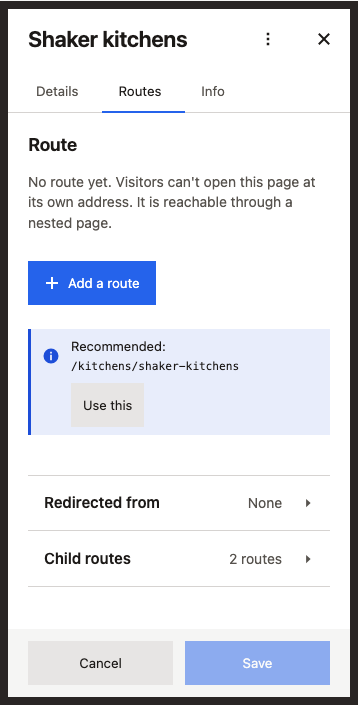 Shaker kitchens
Details
Routes
Info
Route
No route yet. Visitors can't open this page at
its own address. It is reachable through a
nested page.
Add a route
Recommended:
/kitchens/shaker-kitchens
Use this
Redirected from
None
Child routes
2 routes
Cancel
Save